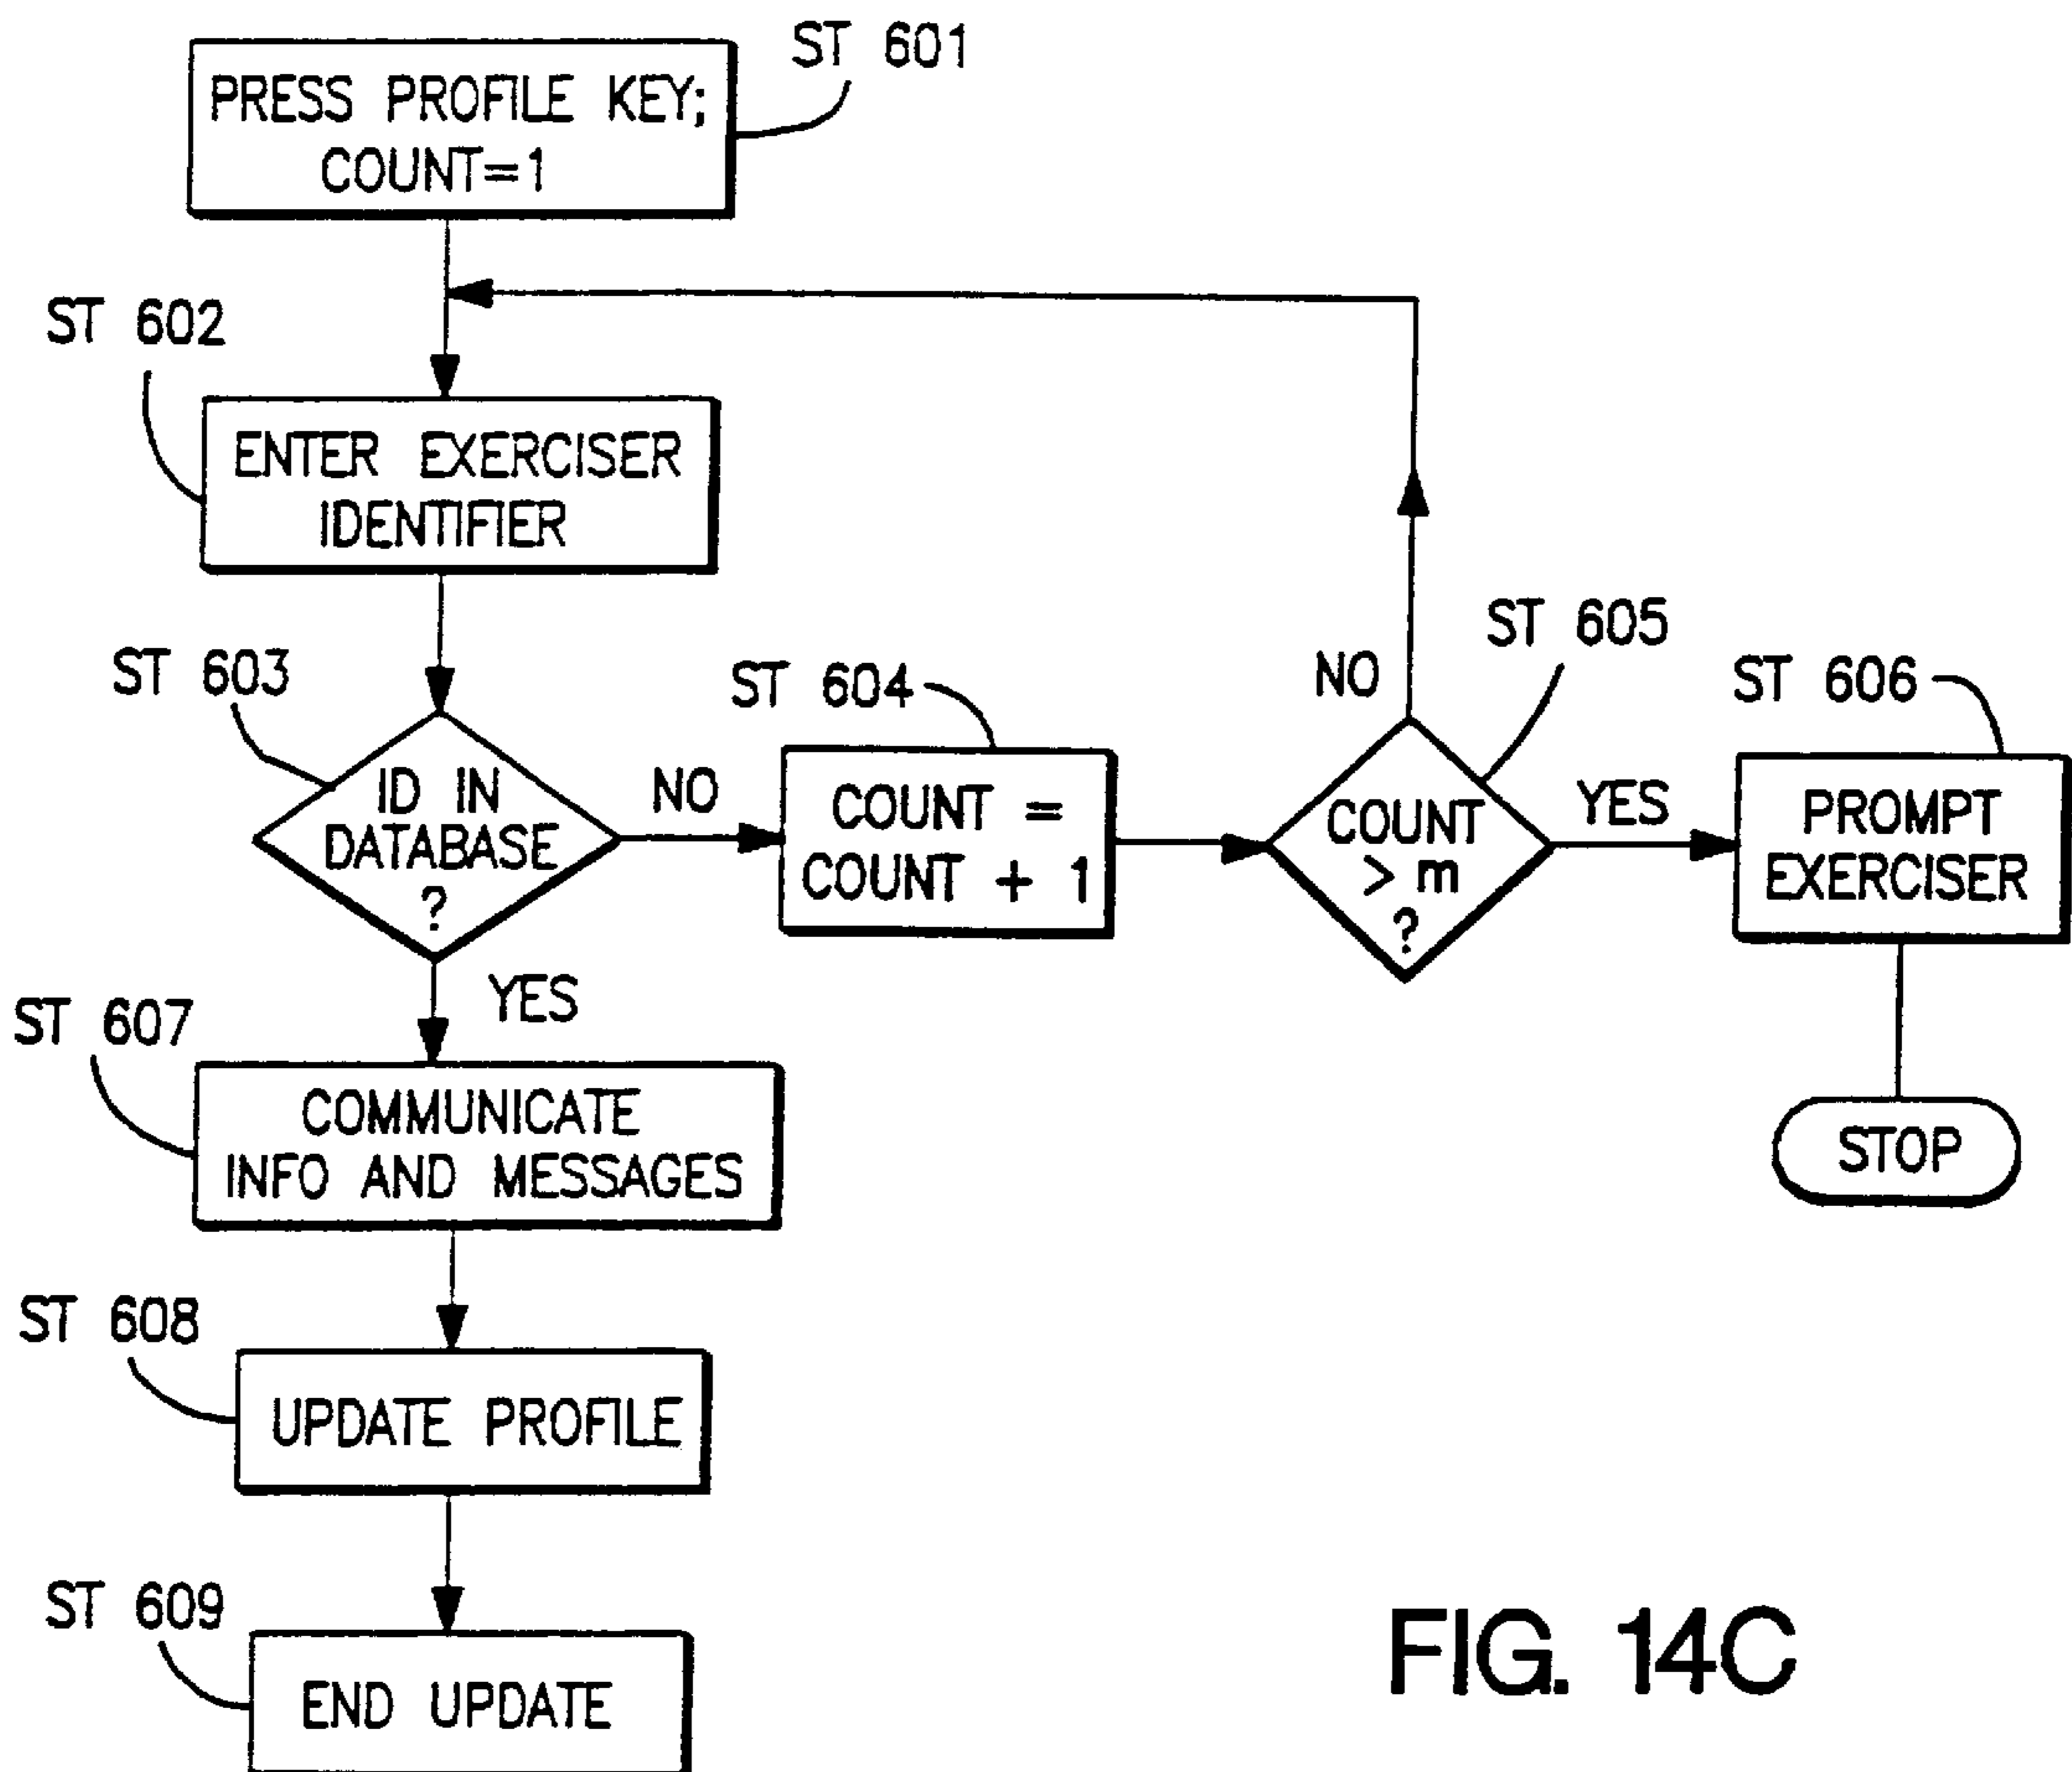 ST 601
PRESS PROFILE KEY;
COUNT=1
ST 602
ENTER EXERCISER
IDENTIFIER
ST 603
ID IN
DATABASE
?
NO
YES
ST 604
COUNT =
COUNT + 1
ST 605
NO
COUNT
> m
?
YES
ST 606
PROMPT
EXERCISER
STOP
ST 607
COMMUNICATE
INFO AND MESSAGES
ST 608
UPDATE PROFILE
ST 609
END UPDATE
FIG. 14C